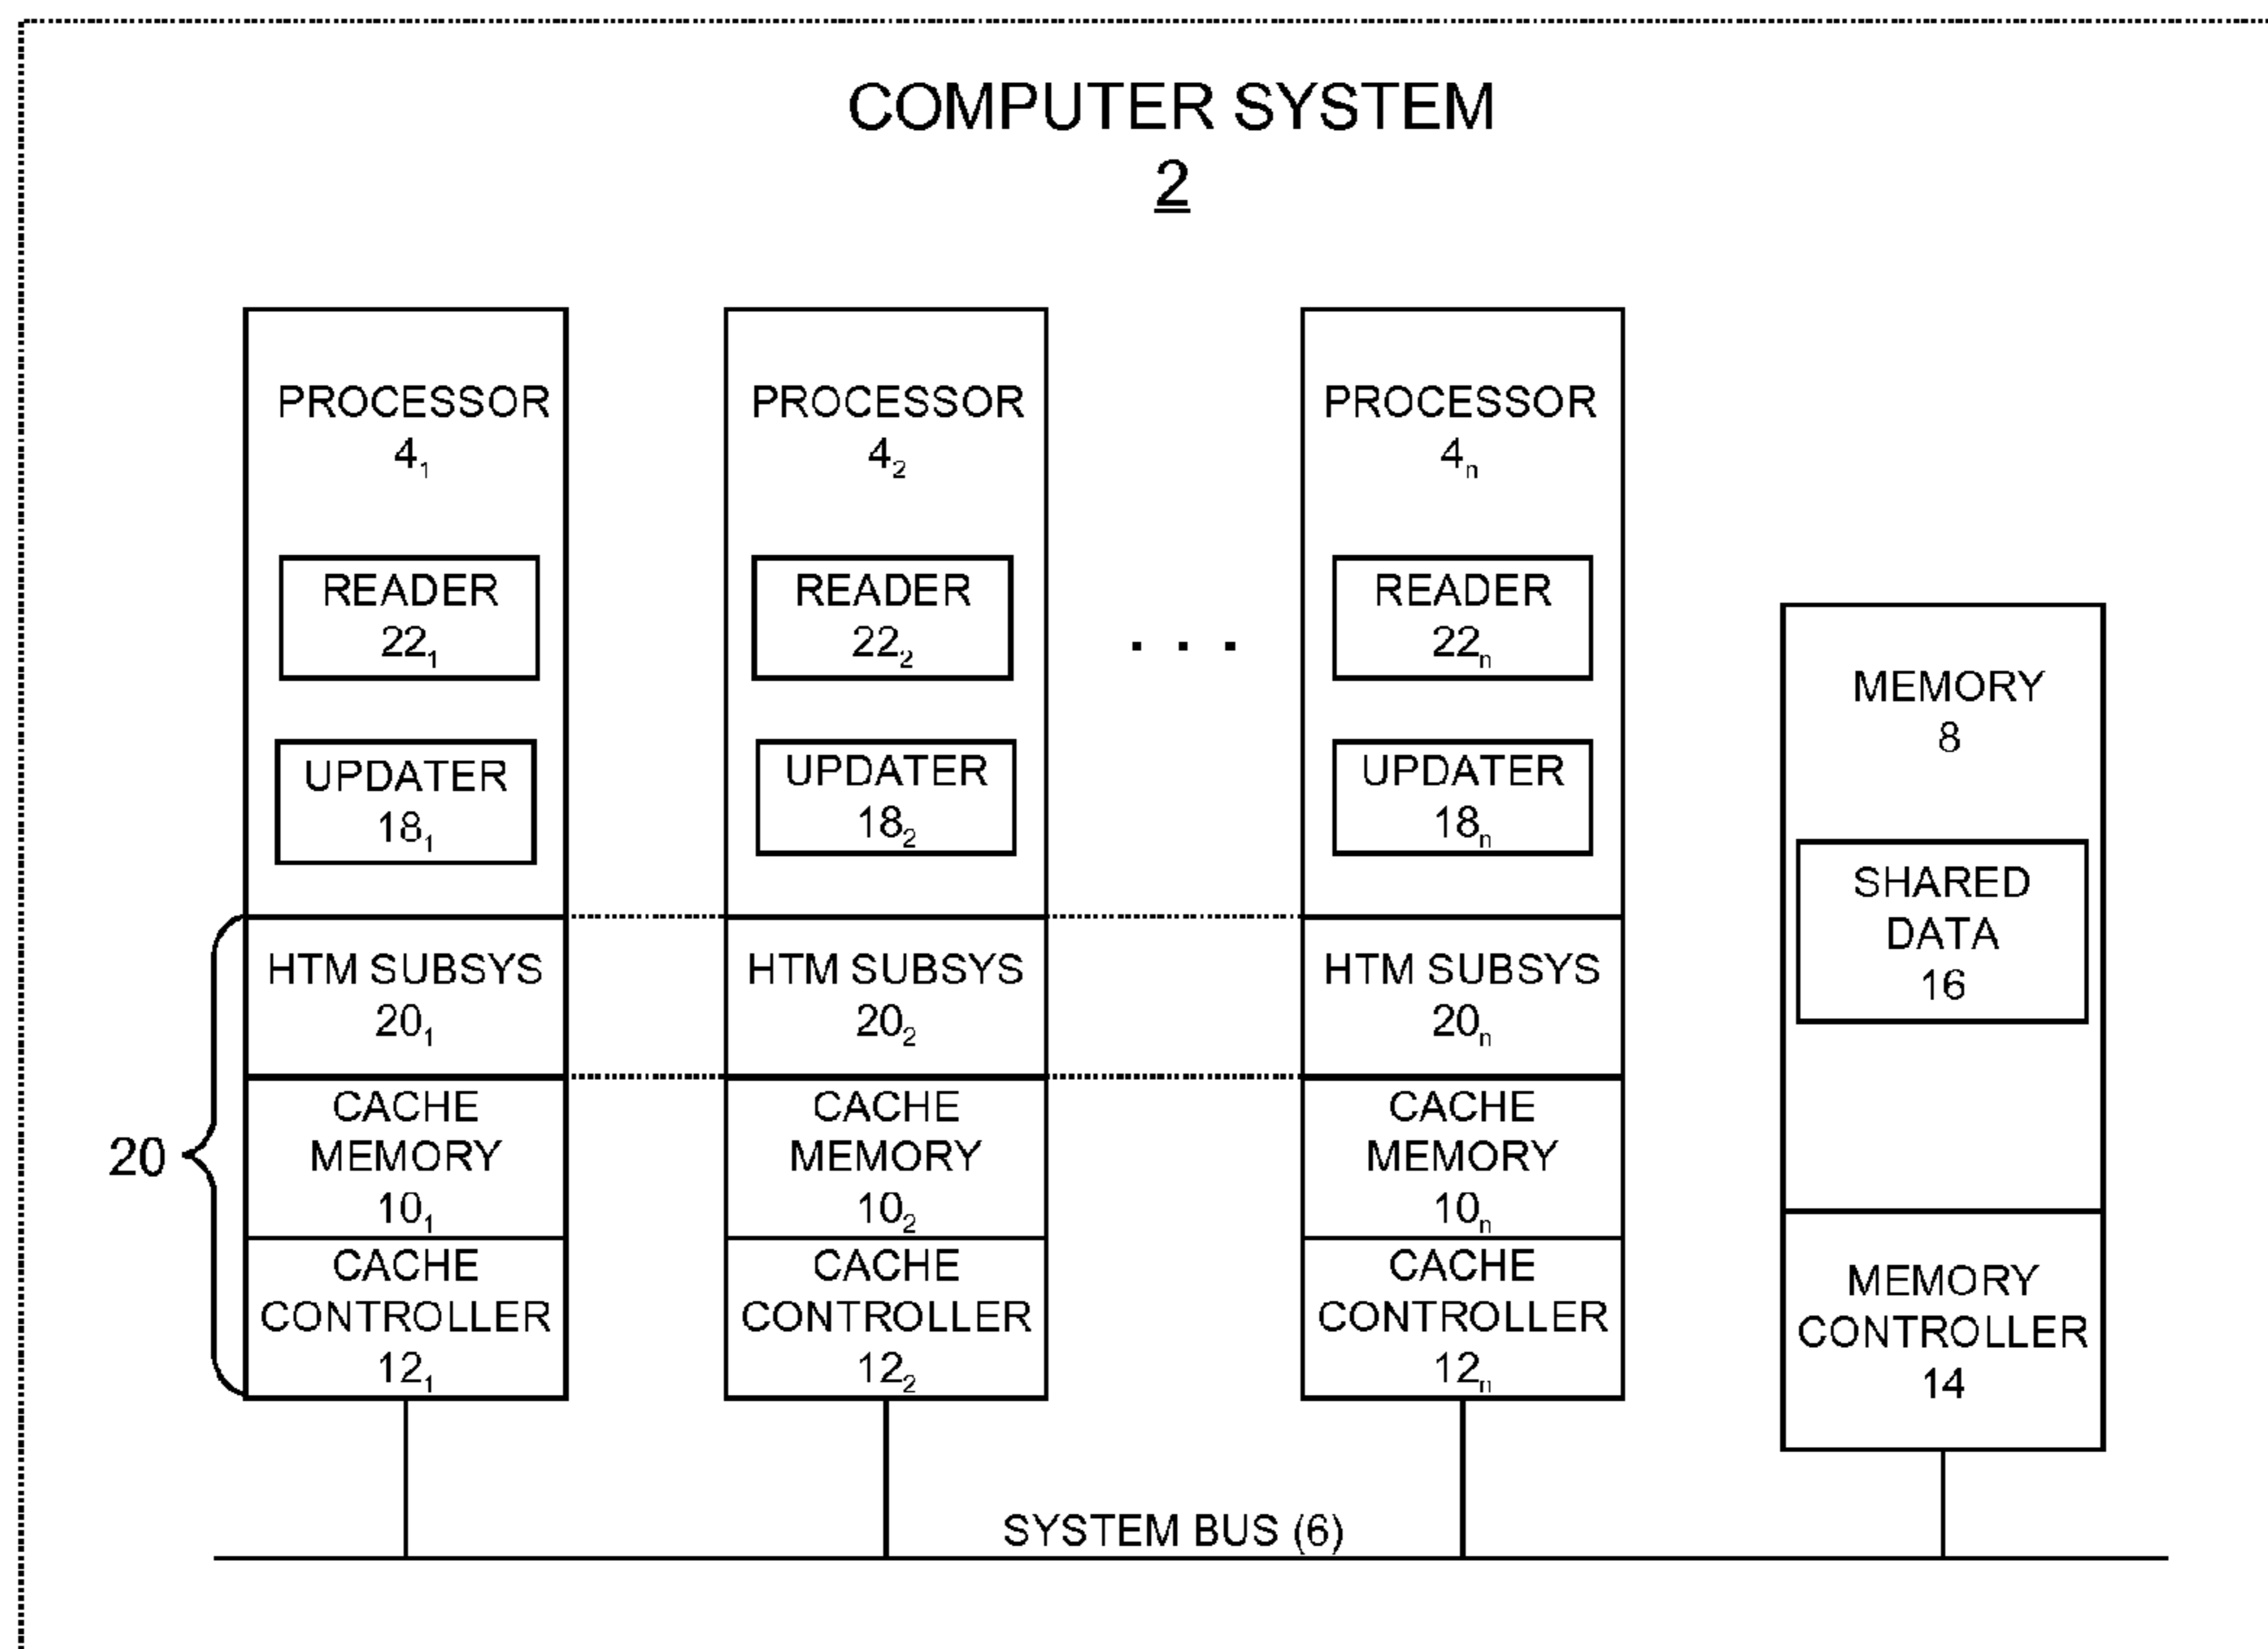 COMPUTER SYSTEM
2
PROCESSOR
4₁
READER
22₁
UPDATER
18₁
HTM SUBSYS
20₁
CACHE
MEMORY
10₁
CACHE
CONTROLLER
12₁
20
PROCESSOR
4₂
READER
22₂
UPDATER
18₂
HTM SUBSYS
20₂
CACHE
MEMORY
10₂
CACHE
CONTROLLER
12₂
. . .
PROCESSOR
4ₙ
READER
22ₙ
UPDATER
18ₙ
HTM SUBSYS
20ₙ
CACHE
MEMORY
10ₙ
CACHE
CONTROLLER
12ₙ
MEMORY
8
SHARED
DATA
16
MEMORY
CONTROLLER
14
SYSTEM BUS (6)